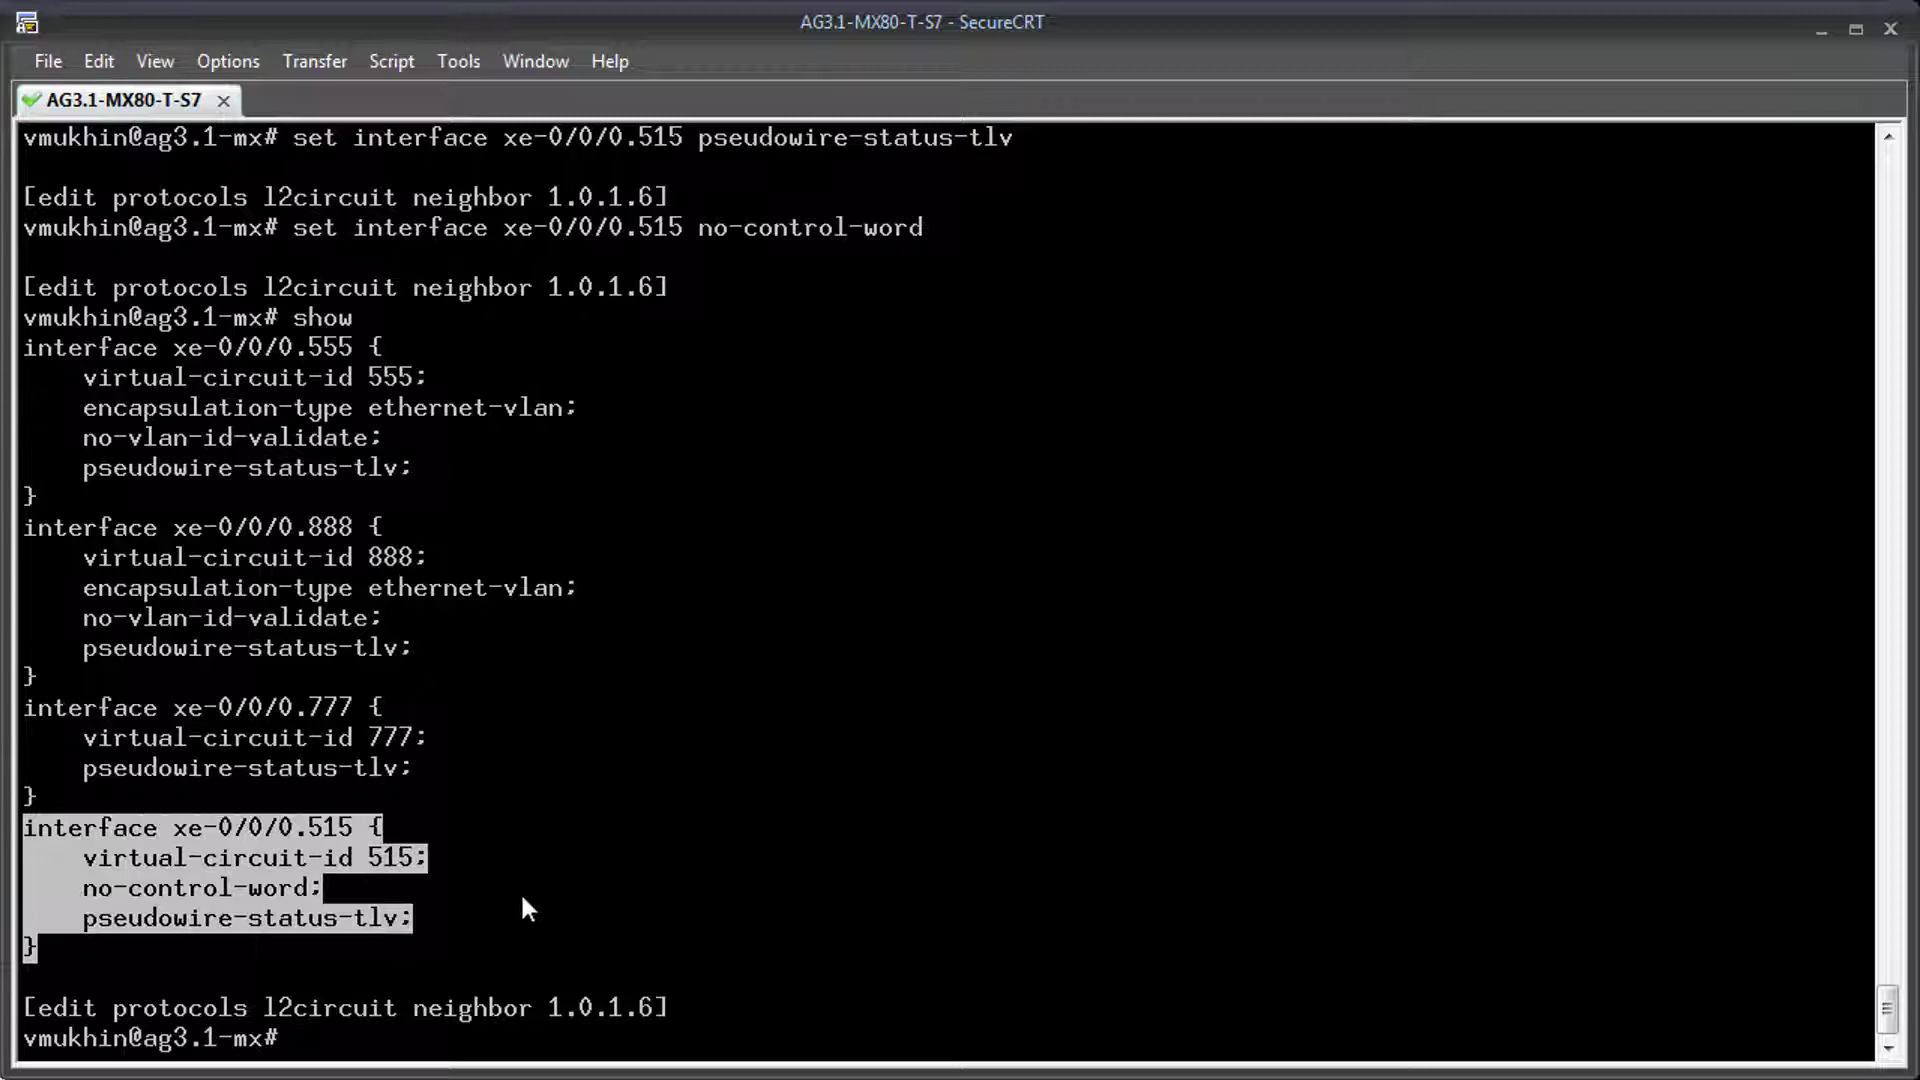 AG3.1-MX80-T-S7 - SecureCRT
File Edit View Options Transfer Script Tools Window Help
AG3.1-MX80-T-S7
vmukhin@ag3.1-mx# set interface xe-0/0/0.515 pseudowire-status-tlv
[edit protocols l2circuit neighbor 1.0.1.6]
vmukhin@ag3.1-mx# set interface xe-0/0/0.515 no-control-word
[edit protocols l2circuit neighbor 1.0.1.6]
vmukhin@ag3.1-mx# show
interface xe-0/0/0.555 {
    virtual-circuit-id 555;
    encapsulation-type ethernet-vlan;
    no-vlan-id-validate;
    pseudowire-status-tlv;
}
interface xe-0/0/0.888 {
    virtual-circuit-id 888;
    encapsulation-type ethernet-vlan;
    no-vlan-id-validate;
    pseudowire-status-tlv;
}
interface xe-0/0/0.777 {
    virtual-circuit-id 777;
    pseudowire-status-tlv;
}
interface xe-0/0/0.515 {
    virtual-circuit-id 515;
    no-control-word;
    pseudowire-status-tlv;
}
[edit protocols l2circuit neighbor 1.0.1.6]
vmukhin@ag3.1-mx#